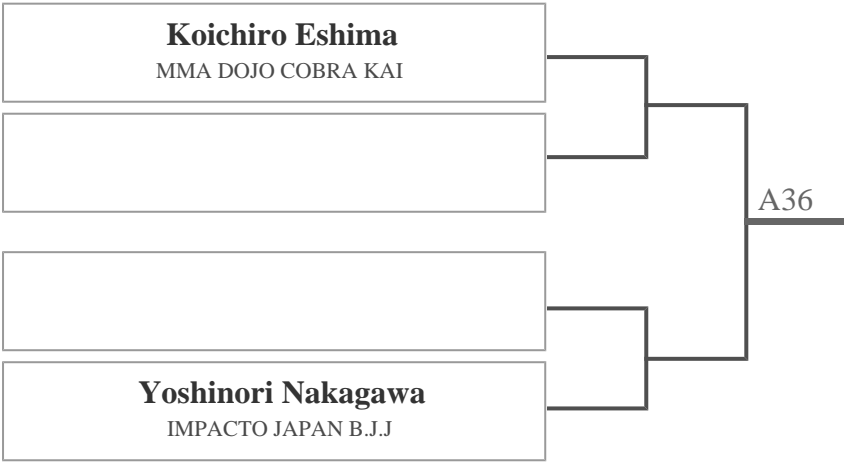 Koichiro Eshima
MMA DOJO COBRA KAI
A36
Yoshinori Nakagawa
IMPACTO JAPAN B.J.J